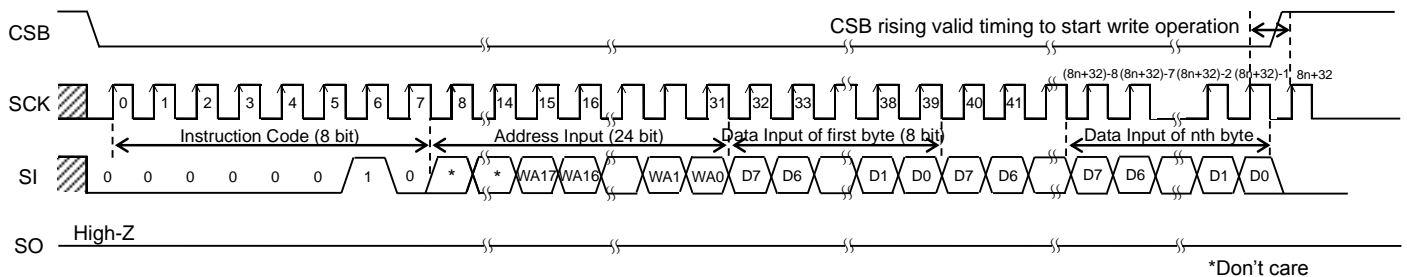 CSB
CSB rising valid timing to start write operation
(8n+32)-8 (8n+32)-7 (8n+32)-2 (8n+32)-1 8n+32
SCK 0 1 2 3 4 5 6 7 8 14 15 16 31 32 33 38 39 40 41
Instruction Code (8 bit) Address Input (24 bit) Data Input of first byte (8 bit) Data Input of nth byte
SI 0 0 0 0 0 0 1 0 * * WA17 WA16 WA1 WA0 D7 D6 D1 D0 D7 D6 D7 D6 D1 D0
High-Z
SO
*Don't care